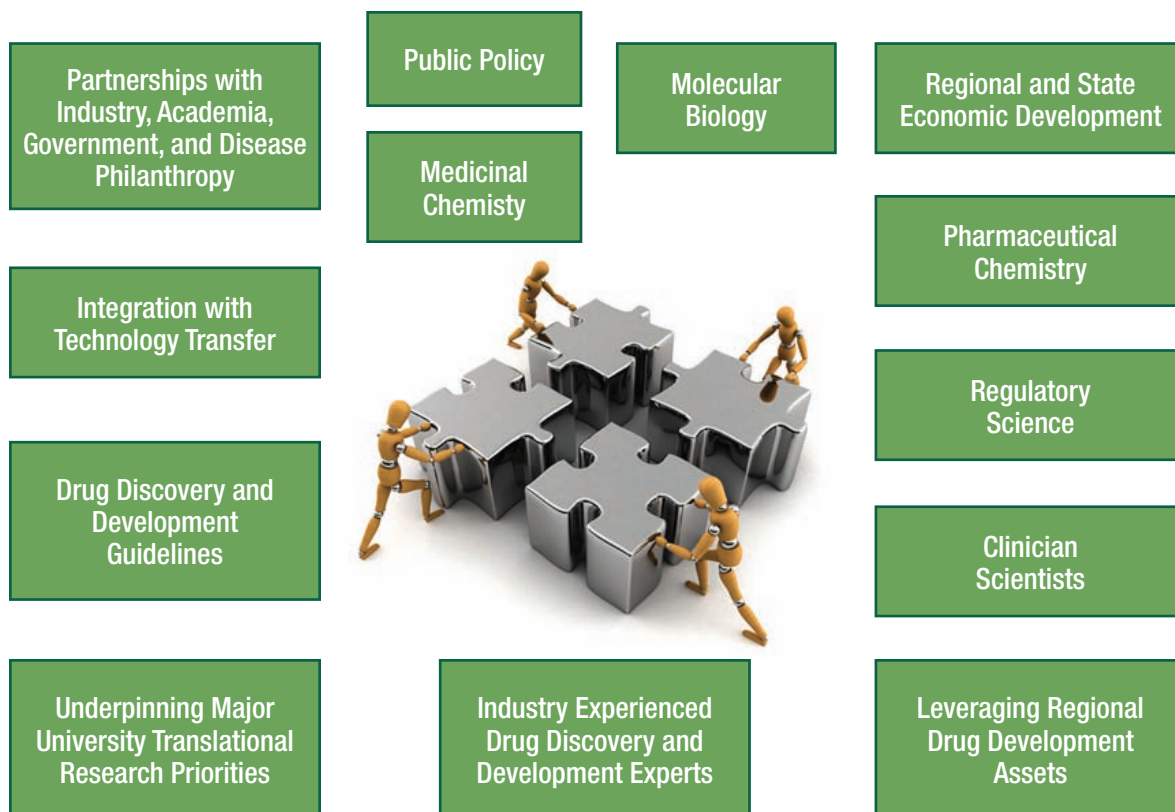 Partnerships with
Industry, Academia,
Government, and Disease
Philanthropy
Public Policy
Medicinal
Chemisty
Molecular
Biology
Regional and State
Economic Development
Pharmaceutical
Chemistry
Integration with
Technology Transfer
Regulatory
Science
Drug Discovery and
Development
Guidelines
Clinician
Scientists
Underpinning Major
University Translational
Research Priorities
Industry Experienced
Drug Discovery and
Development Experts
Leveraging Regional
Drug Development
Assets